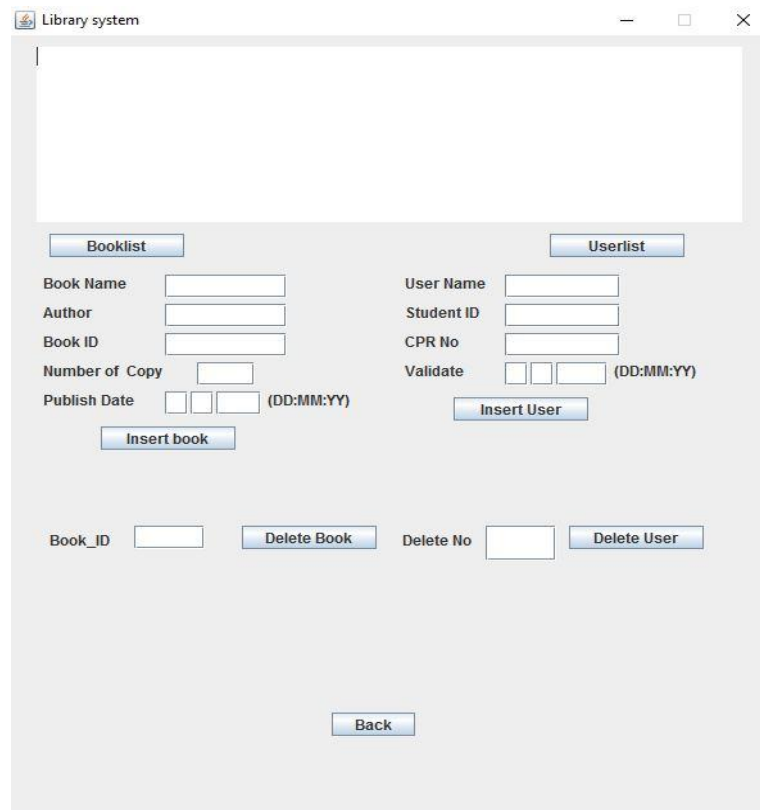 Library system
Booklist Userlist
Book Name User Name
Author Student ID
Book ID CPR No
Number of Copy Validate (DD:MM:YY)
Publish Date (DD:MM:YY) Insert User
Insert book
Book_ID Delete Book Delete No Delete User
Back